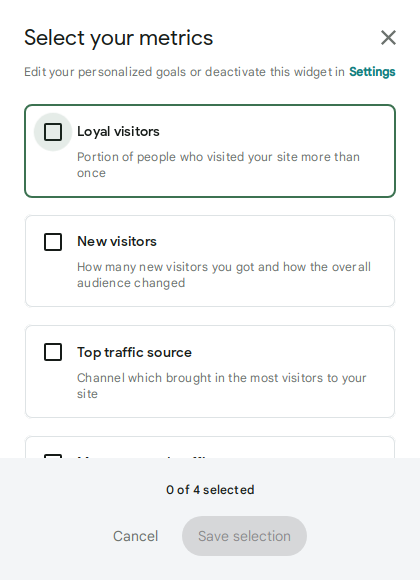 Select your metrics
Edit your personalized goals or deactivate this widget in Settings
Loyal visitors
Portion of people who visited your site more than
once
New visitors
How many new visitors you got and how the overall
audience changed
Top traffic source
Channel which brought in the most visitors to your
site
0 of 4 selected
Cancel
Save selection